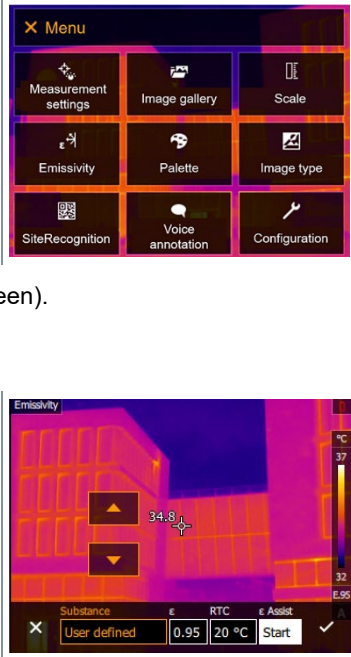 Menu
Measurement
settings
Image gallery
Scale
ε
Emissivity
Palette
Image type
SiteRecognition
Voice
annotation
Configuration
een).
Emissivity
°C
37
34.8
32
E.95
A
Substance ε RTC ε Assist
User defined 0.95 20 °C Start